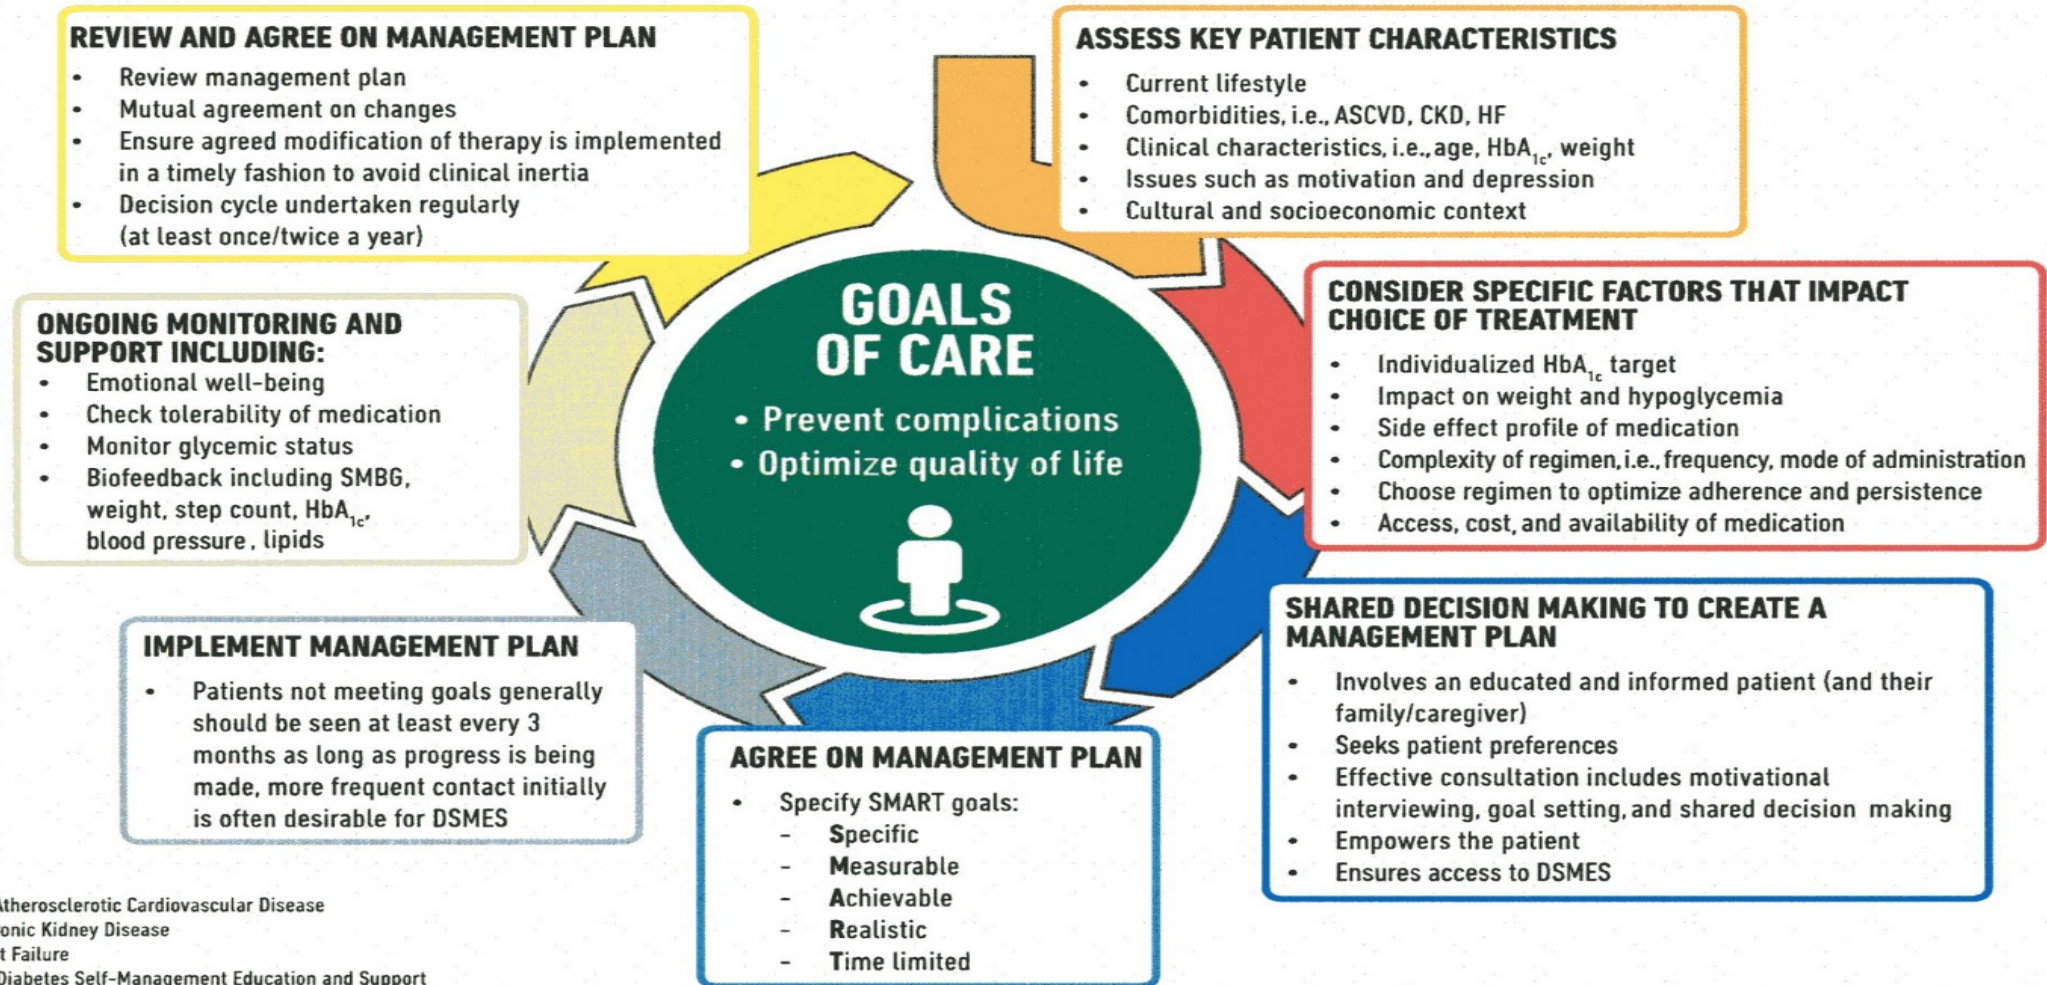 REVIEW AND AGREE ON MANAGEMENT PLAN
• Review management plan
• Mutual agreement on changes
• Ensure agreed modification of therapy is implemented
in a timely fashion to avoid clinical inertia
• Decision cycle undertaken regularly
(at least once/twice a year)
ASSESS KEY PATIENT CHARACTERISTICS
• Current lifestyle
• Comorbidities, i.e., ASCVD, CKD, HF
• Clinical characteristics, i.e., age, HbA1c, weight
• Issues such as motivation and depression
• Cultural and socioeconomic context
CONSIDER SPECIFIC FACTORS THAT IMPACT
CHOICE OF TREATMENT
• Individualized HbA1c target
• Impact on weight and hypoglycemia
• Side effect profile of medication
• Complexity of regimen, i.e., frequency, mode of administration
• Choose regimen to optimize adherence and persistence
• Access, cost, and availability of medication
SHARED DECISION MAKING TO CREATE A
MANAGEMENT PLAN
• Involves an educated and informed patient (and their
family/caregiver)
• Seeks patient preferences
• Effective consultation includes motivational
interviewing, goal setting, and shared decision making
• Empowers the patient
• Ensures access to DSMES
AGREE ON MANAGEMENT PLAN
• Specify SMART goals:
- Specific
- Measurable
- Achievable
- Realistic
- Time limited
IMPLEMENT MANAGEMENT PLAN
• Patients not meeting goals generally
should be seen at least every 3
months as long as progress is being
made, more frequent contact initially
is often desirable for DSMES
ONGOING MONITORING AND
SUPPORT INCLUDING:
• Emotional well-being
• Check tolerability of medication
• Monitor glycemic status
• Biofeedback including SMBG,
weight, step count, HbA1c,
blood pressure, lipids
GOALS
OF CARE
• Prevent complications
• Optimize quality of life
Atherosclerotic Cardiovascular Disease
Kidney Disease
Failure
Diabetes Self-Management Education and Support